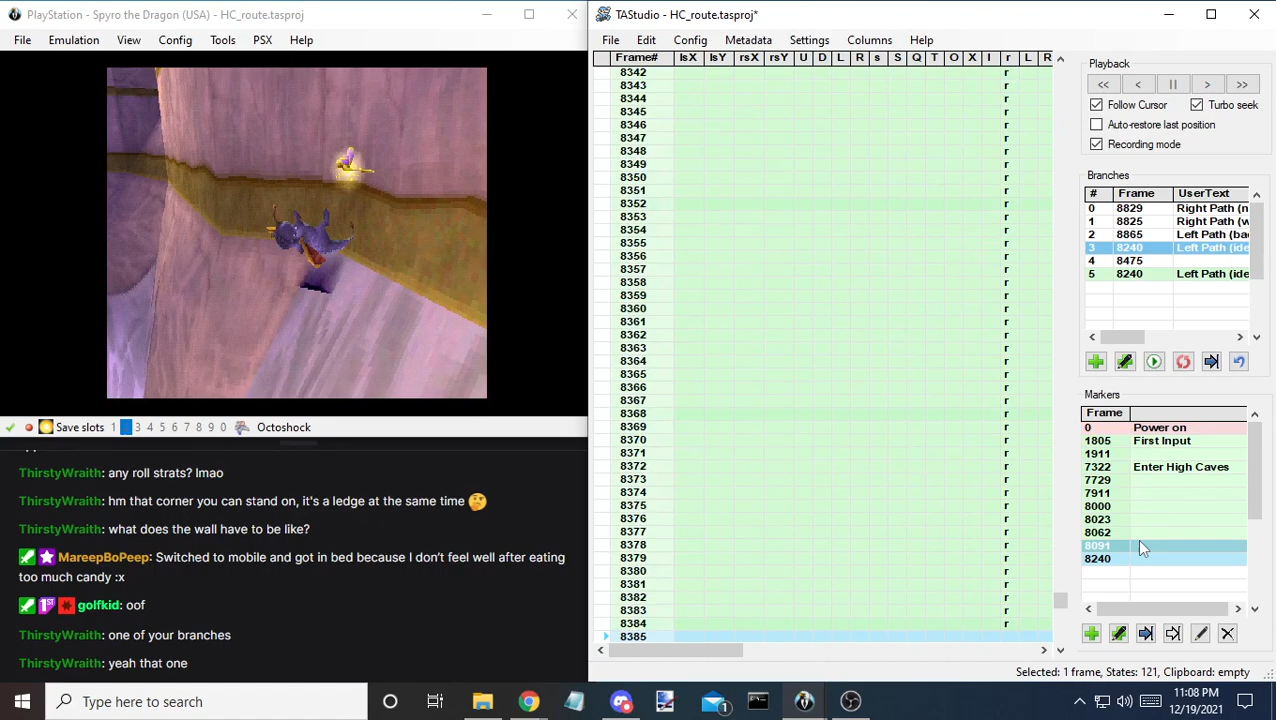 PlayStation - Spyro the Dragon (USA) - HC_route.tasproj
File Emulation View Config Tools PSX Help
Save slots 1 2 3 4 5 6 7 8 9 0 Octoshock
ThirstyWraith: any roll strats? lmao
ThirstyWraith: hm that corner you can stand on, it's a ledge at the same time 🤔
ThirstyWraith: what does the wall have to be like?
MareepBoPeep: Switched to mobile and got in bed because I don't feel well after eating
too much candy :x
golfkid: oof
ThirstyWraith: one of your branches
ThirstyWraith: yeah that one
TAStudio - HC_route.tasproj*
File Edit Config Metadata Settings Columns Help
Frame# lsX lsY rsX rsY U D L R s S Q T O X l r L R
8342 r
8343 r
8344 r
8345 r
8346 r
8347 r
8348 r
8349 r
8350 r
8351 r
8352 r
8353 r
8354 r
8355 r
8356 r
8357 r
8358 r
8359 r
8360 r
8361 r
8362 r
8363 r
8364 r
8365 r
8366 r
8367 r
8368 r
8369 r
8370 r
8371 r
8372 r
8373 r
8374 r
8375 r
8376 r
8377 r
8378 r
8379 r
8380 r
8381 r
8382 r
8383 r
8384 r
8385
Playback
<< < || > >>
Follow Cursor Turbo seek
Auto-restore last position
Recording mode
Branches
# Frame UserText
0 8829 Right Path (n
1 8825 Right Path (w
2 8865 Left Path (ba
3 8240 Left Path (ide
4 8475
5 8240 Left Path (ide
Markers
Frame
0 Power on
1805 First Input
1911
7322 Enter High Caves
7729
7911
8000
8023
8062
8091
8240
Selected: 1 frame, States: 121, Clipboard: empty
Type here to search
1
11:08 PM
12/19/2021